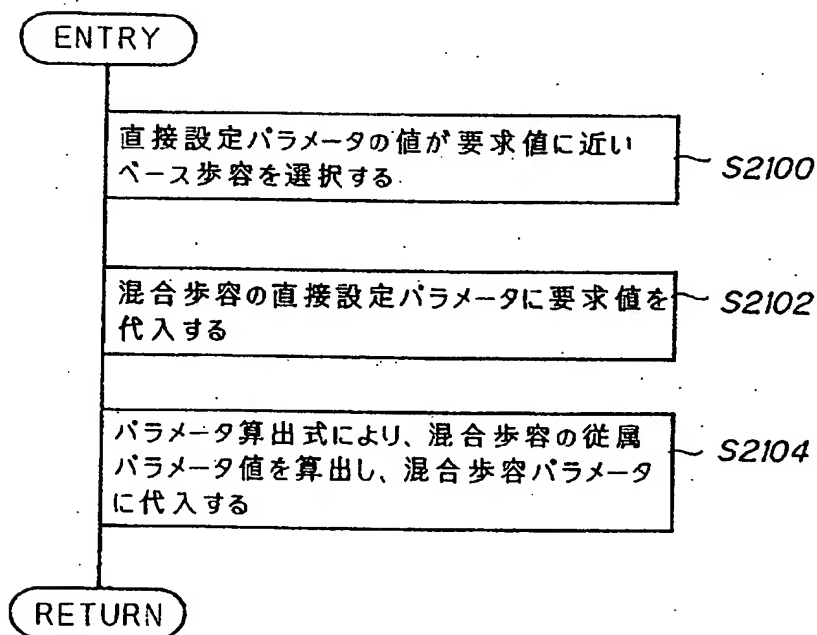 ENTRY
直接設定パラメータの値が要求値に近い
ベース歩容を選択する
S2100
混合歩容の直接設定パラメータに要求値を
代入する
S2102
パラメータ算出式により、混合歩容の従属
パラメータ値を算出し、混合歩容パラメータ
に代入する
S2104
RETURN